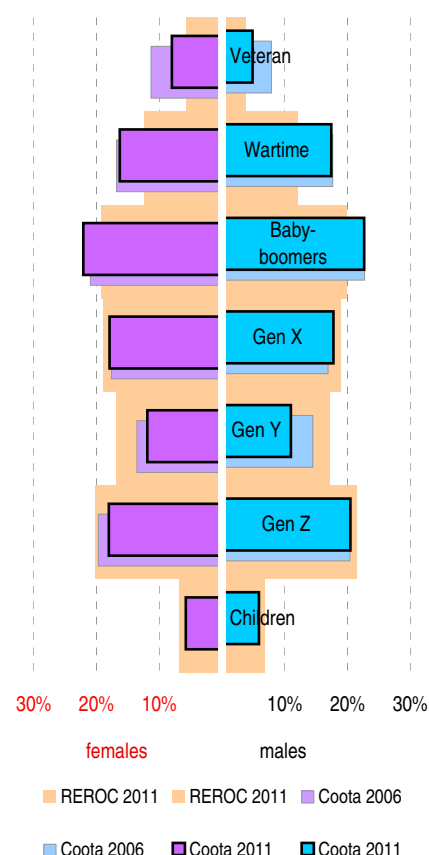 Veteran
Wartime
Baby-
boomers
Gen X
Gen Y
Gen Z
Children
30% 20% 10% 10% 20% 30%
females males
REROC 2011 REROC 2011 Coota 2006
Coota 2006 Coota 2011 Coota 2011